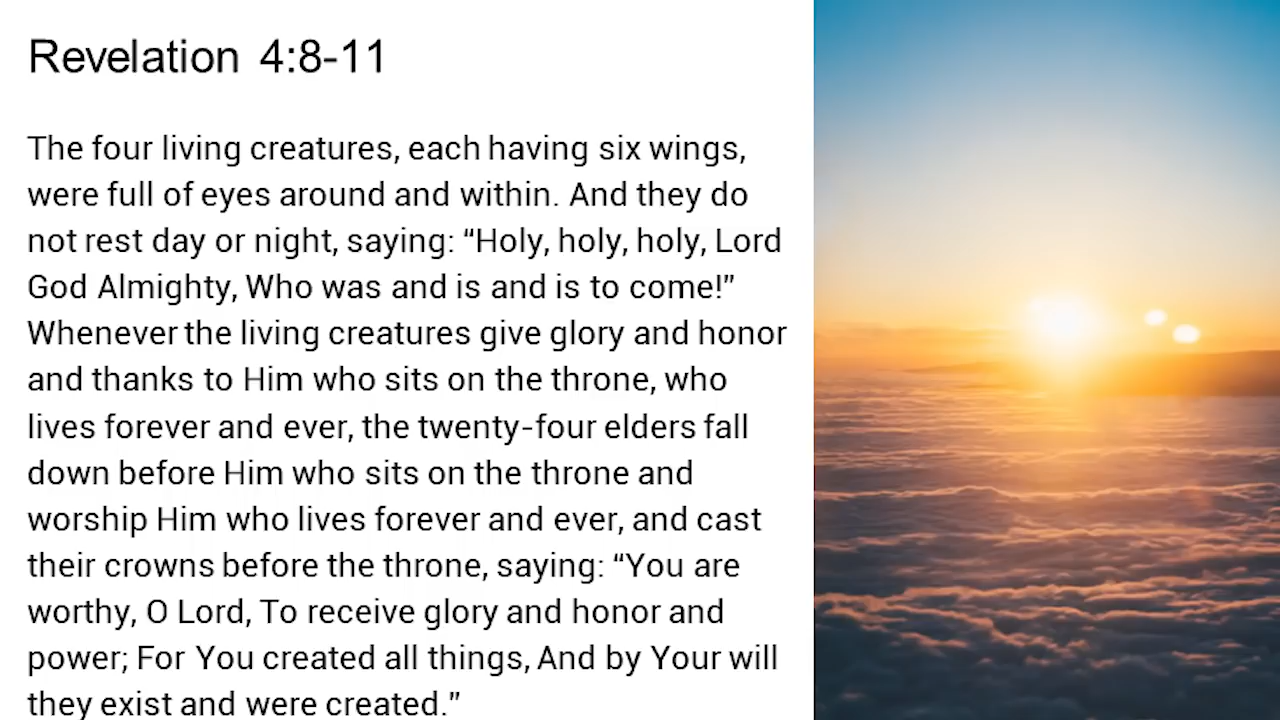 Revelation 4:8-11
The four living creatures, each having six wings,
were full of eyes around and within. And they do
not rest day or night, saying: “Holy, holy, holy, Lord
God Almighty, Who was and is and is to come!”
Whenever the living creatures give glory and honor
and thanks to Him who sits on the throne, who
lives forever and ever, the twenty-four elders fall
down before Him who sits on the throne and
worship Him who lives forever and ever, and cast
their crowns before the throne, saying: “You are
worthy, O Lord, To receive glory and honor and
power; For You created all things, And by Your will
they exist and were created.”